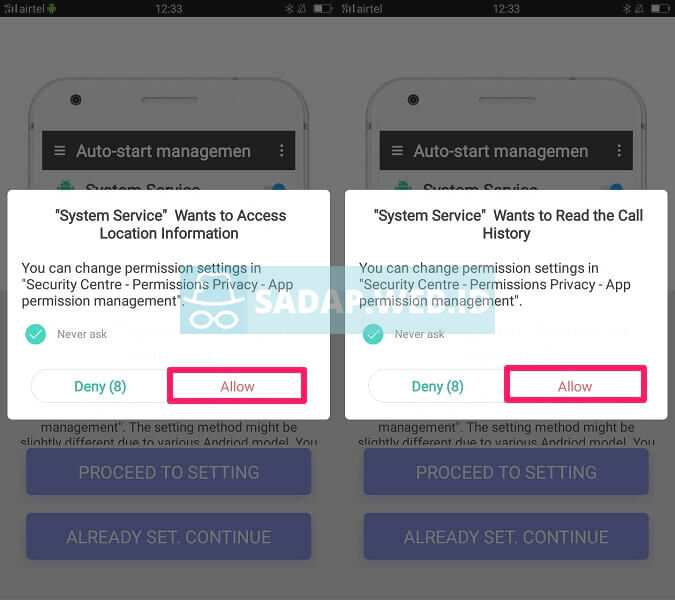 airtel 12:33
Auto-start managemen
System Service
"System Service" Wants to Access
Location Information
You can change permission settings in
"Security Centre - Permissions Privacy - App
permission management".
Never ask
Deny (8) Allow
management". The setting method might be
slightly different due to various Andriod model. You
PROCEED TO SETTING
ALREADY SET. CONTINUE
airtel 12:33
Auto-start managemen
System Service
"System Service" Wants to Read the Call
History
You can change permission settings in
"Security Centre - Permissions Privacy - App
permission management".
Never ask
Deny (8) Allow
management". The setting method might be
slightly different due to various Andriod model. You
PROCEED TO SETTING
ALREADY SET. CONTINUE
SADAP.WEB.ID